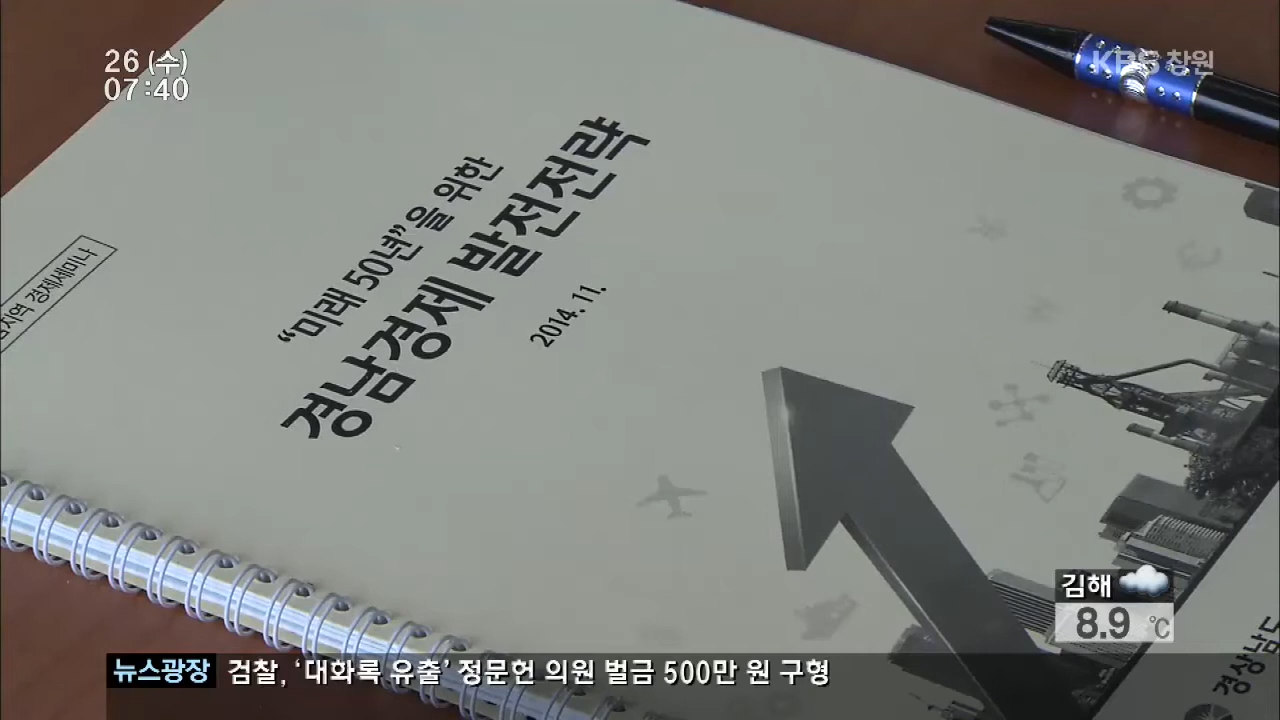 26 (수)
07:40
KBS 창원
지역 경제세미나
“미래 50년”을 위한
경남경제 발전전략
2014. 11.
경상남도
김해
8.9 ℃
뉴스광장 검찰, ‘대화록 유출’ 정문헌 의원 벌금 500만 원 구형